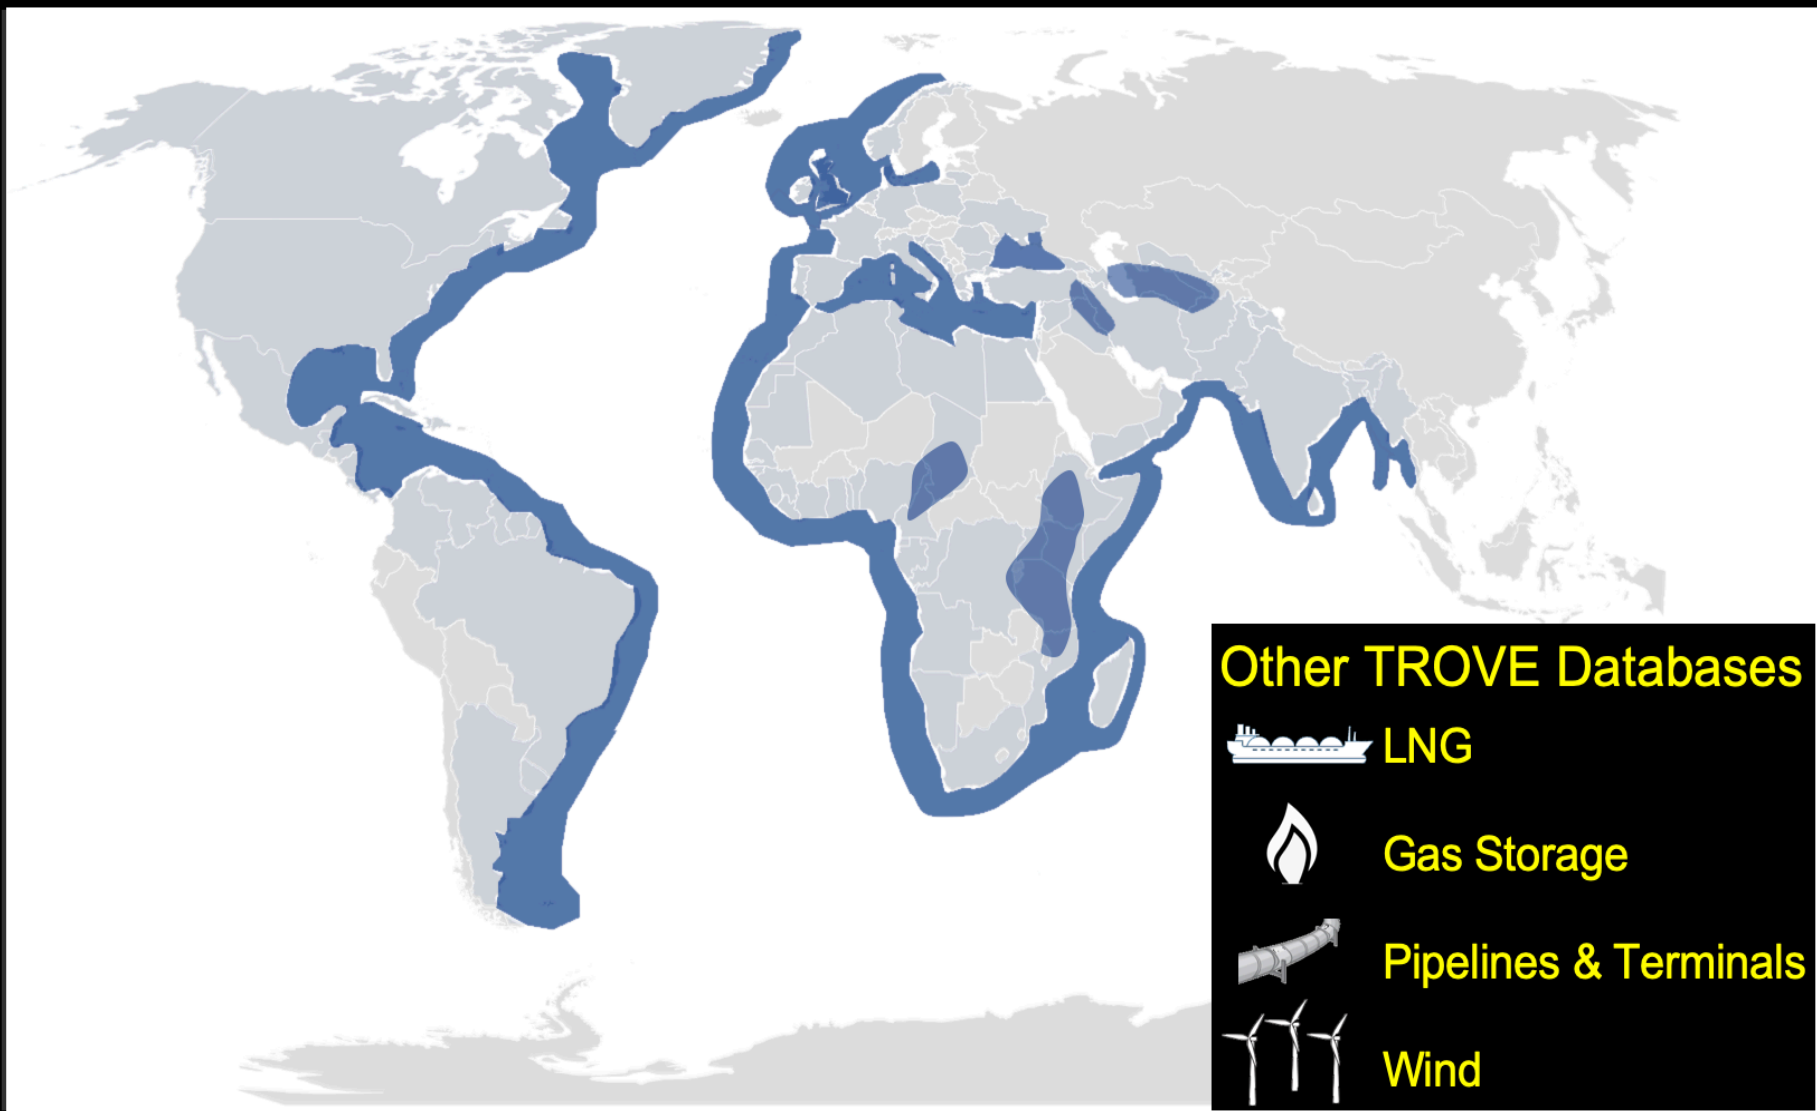 Other TROVE Databases
LNG
Gas Storage
Pipelines & Terminals
Wind